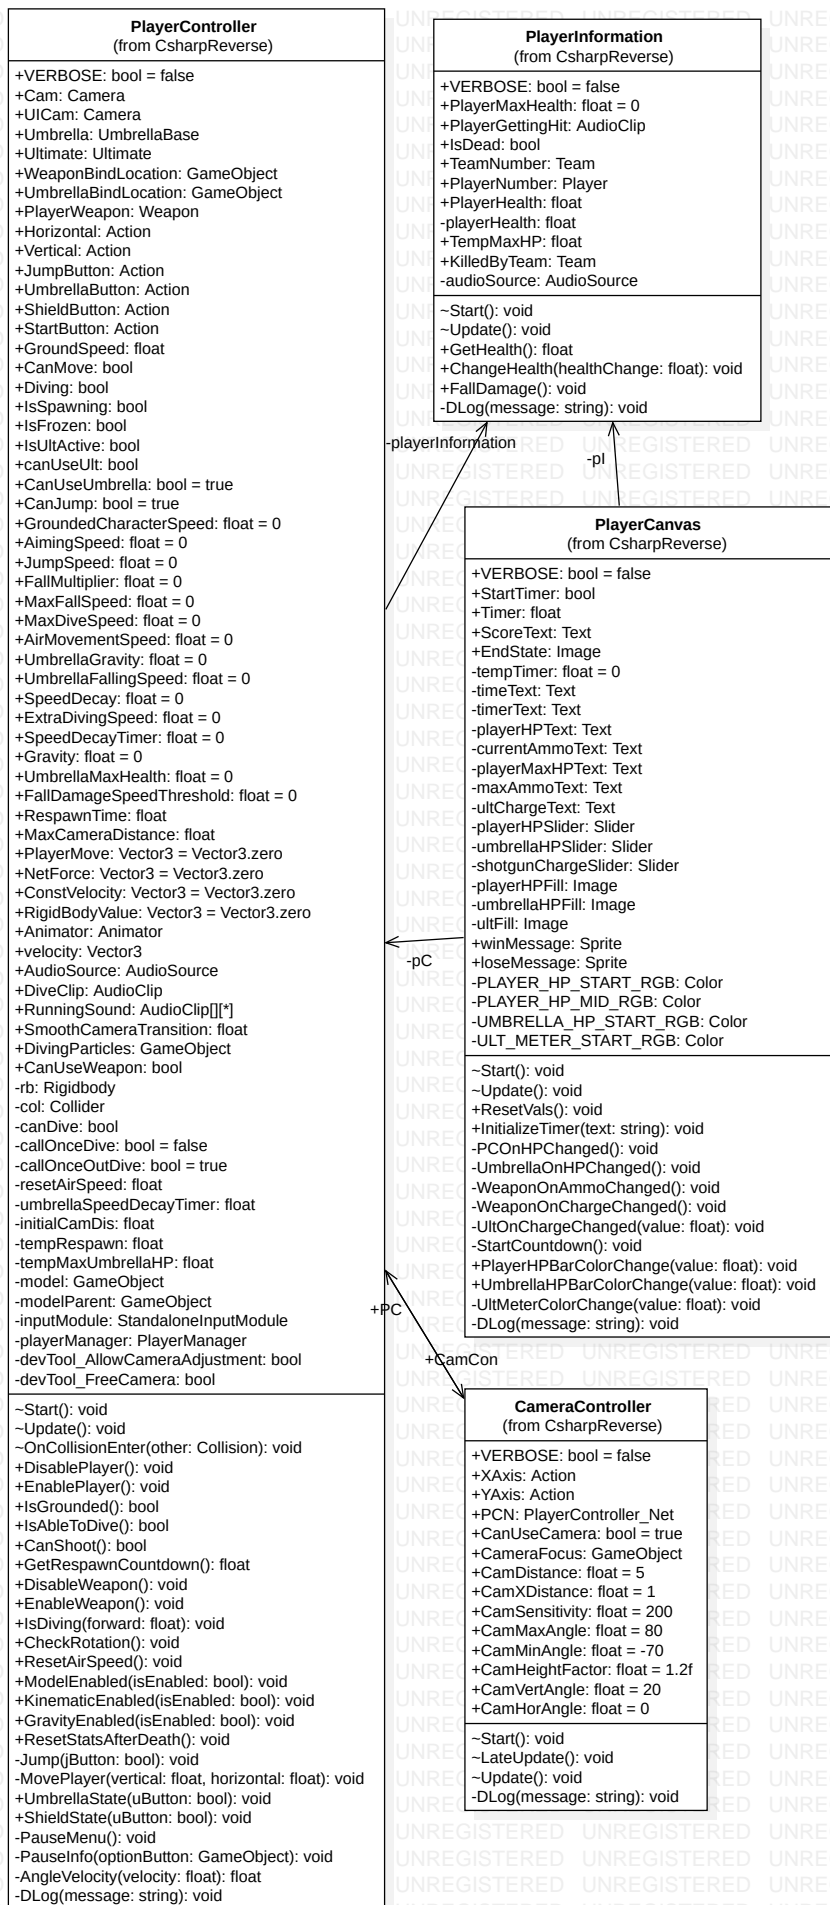 PlayerController
(from CsharpReverse)
+VERBOSE: bool = false
+Cam: Camera
+UICam: Camera
+Umbrella: UmbrellaBase
+Ultimate: Ultimate
+WeaponBindLocation: GameObject
+UmbrellaBindLocation: GameObject
+PlayerWeapon: Weapon
+Horizontal: Action
+Vertical: Action
+JumpButton: Action
+UmbrellaButton: Action
+ShieldButton: Action
+StartButton: Action
+GroundSpeed: float
+CanMove: bool
+Diving: bool
+IsSpawning: bool
+IsFrozen: bool
+IsUltActive: bool
+canUseUlt: bool
+CanUseUmbrella: bool = true
+CanJump: bool = true
+GroundedCharacterSpeed: float = 0
+AimingSpeed: float = 0
+JumpSpeed: float = 0
+FallMultiplier: float = 0
+MaxFallSpeed: float = 0
+MaxDiveSpeed: float = 0
+AirMovementSpeed: float = 0
+UmbrellaGravity: float = 0
+UmbrellaFallingSpeed: float = 0
+SpeedDecay: float = 0
+ExtraDivingSpeed: float = 0
+SpeedDecayTimer: float = 0
+Gravity: float = 0
+UmbrellaMaxHealth: float = 0
+FallDamageSpeedThreshold: float = 0
+RespawnTime: float
+MaxCameraDistance: float
+PlayerMove: Vector3 = Vector3.zero
+NetForce: Vector3 = Vector3.zero
+ConstVelocity: Vector3 = Vector3.zero
+RigidBodyValue: Vector3 = Vector3.zero
+Animator: Animator
+velocity: Vector3
+AudioSource: AudioSource
+DiveClip: AudioClip
+RunningSound: AudioClip[][*]
+SmoothCameraTransition: float
+DivingParticles: GameObject
+CanUseWeapon: bool
-rb: Rigidbody
-col: Collider
-canDive: bool
-callOnceDive: bool = false
-callOnceOutDive: bool = true
-resetAirSpeed: float
-umbrellaSpeedDecayTimer: float
-initialCamDis: float
-tempRespawn: float
-tempMaxUmbrellaHP: float
-model: GameObject
-modelParent: GameObject
-inputModule: StandaloneInputModule
-playerManager: PlayerManager
-devTool_AllowCameraAdjustment: bool
-devTool_FreeCamera: bool
~Start(): void
~Update(): void
~OnCollisionEnter(other: Collision): void
+DisablePlayer(): void
+EnablePlayer(): void
+IsGrounded(): bool
+IsAbleToDive(): bool
+CanShoot(): bool
+GetRespawnCountdown(): float
+DisableWeapon(): void
+EnableWeapon(): void
+IsDiving(forward: float): void
+CheckRotation(): void
+ResetAirSpeed(): void
+ModelEnabled(isEnabled: bool): void
+KinematicEnabled(isEnabled: bool): void
+GravityEnabled(isEnabled: bool): void
+ResetStatsAfterDeath(): void
-Jump(jButton: bool): void
-MovePlayer(vertical: float, horizontal: float): void
+UmbrellaState(uButton: bool): void
+ShieldState(uButton: bool): void
-PauseMenu(): void
-PauseInfo(optionButton: GameObject): void
-AngleVelocity(velocity: float): float
-DLog(message: string): void
PlayerInformation
(from CsharpReverse)
+VERBOSE: bool = false
+PlayerMaxHealth: float = 0
+PlayerGettingHit: AudioClip
+IsDead: bool
+TeamNumber: Team
+PlayerNumber: Player
+PlayerHealth: float
-playerHealth: float
+TempMaxHP: float
+KilledByTeam: Team
-audioSource: AudioSource
~Start(): void
~Update(): void
+GetHealth(): float
+ChangeHealth(healthChange: float): void
+FallDamage(): void
-DLog(message: string): void
-playerInformation
-pI
PlayerCanvas
(from CsharpReverse)
+VERBOSE: bool = false
+StartTimer: bool
+Timer: float
+ScoreText: Text
+EndState: Image
-tempTimer: float = 0
-timeText: Text
-timerText: Text
-playerHPText: Text
-currentAmmoText: Text
-playerMaxHPText: Text
-maxAmmoText: Text
-ultChargeText: Text
-playerHPSlider: Slider
-umbrellaHPSlider: Slider
-shotgunChargeSlider: Slider
-playerHPFill: Image
-umbrellaHPFill: Image
-ultFill: Image
+winMessage: Sprite
+loseMessage: Sprite
-PLAYER_HP_START_RGB: Color
-PLAYER_HP_MID_RGB: Color
-UMBRELLA_HP_START_RGB: Color
-ULT_METER_START_RGB: Color
~Start(): void
~Update(): void
+ResetVals(): void
+InitializeTimer(text: string): void
-PCOnHPChanged(): void
-UmbrellaOnHPChanged(): void
-WeaponOnAmmoChanged(): void
-WeaponOnChargeChanged(): void
-UltOnChargeChanged(value: float): void
-StartCountdown(): void
+PlayerHPBarColorChange(value: float): void
+UmbrellaHPBarColorChange(value: float): void
-UltMeterColorChange(value: float): void
-DLog(message: string): void
-pC
+PC
+CamCon
CameraController
(from CsharpReverse)
+VERBOSE: bool = false
+XAxis: Action
+YAxis: Action
+PCN: PlayerController_Net
+CanUseCamera: bool = true
+CameraFocus: GameObject
+CamDistance: float = 5
+CamXDistance: float = 1
+CamSensitivity: float = 200
+CamMaxAngle: float = 80
+CamMinAngle: float = -70
+CamHeightFactor: float = 1.2f
+CamVertAngle: float = 20
+CamHorAngle: float = 0
~Start(): void
~LateUpdate(): void
~Update(): void
-DLog(message: string): void